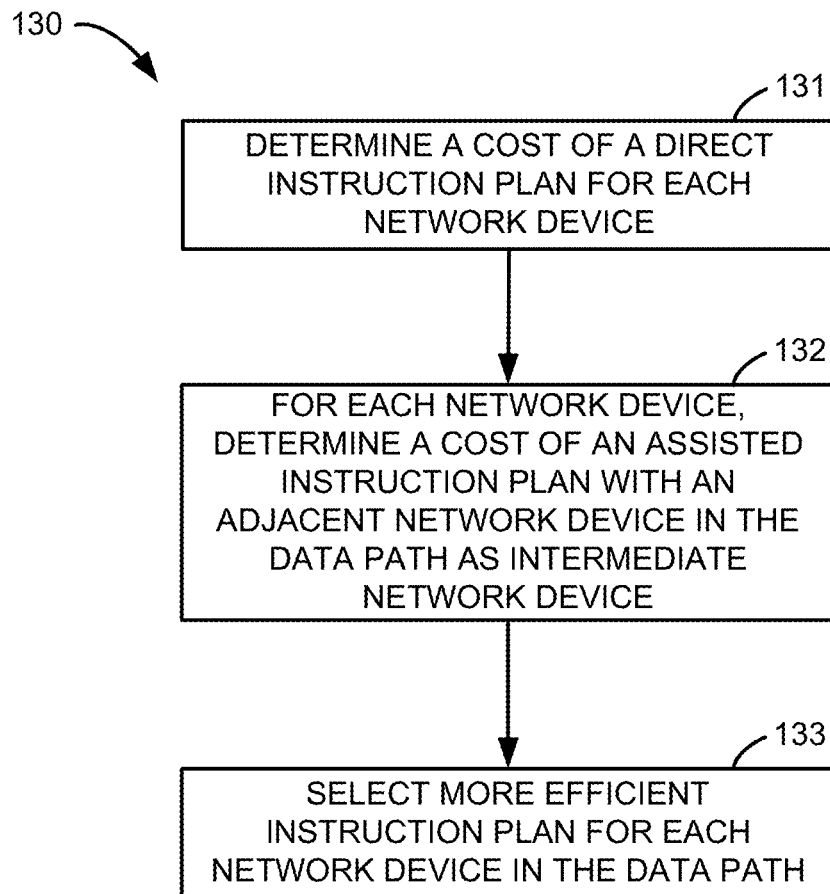 130
131
DETERMINE A COST OF A DIRECT
INSTRUCTION PLAN FOR EACH
NETWORK DEVICE
132
FOR EACH NETWORK DEVICE,
DETERMINE A COST OF AN ASSISTED
INSTRUCTION PLAN WITH AN
ADJACENT NETWORK DEVICE IN THE
DATA PATH AS INTERMEDIATE
NETWORK DEVICE
133
SELECT MORE EFFICIENT
INSTRUCTION PLAN FOR EACH
NETWORK DEVICE IN THE DATA PATH